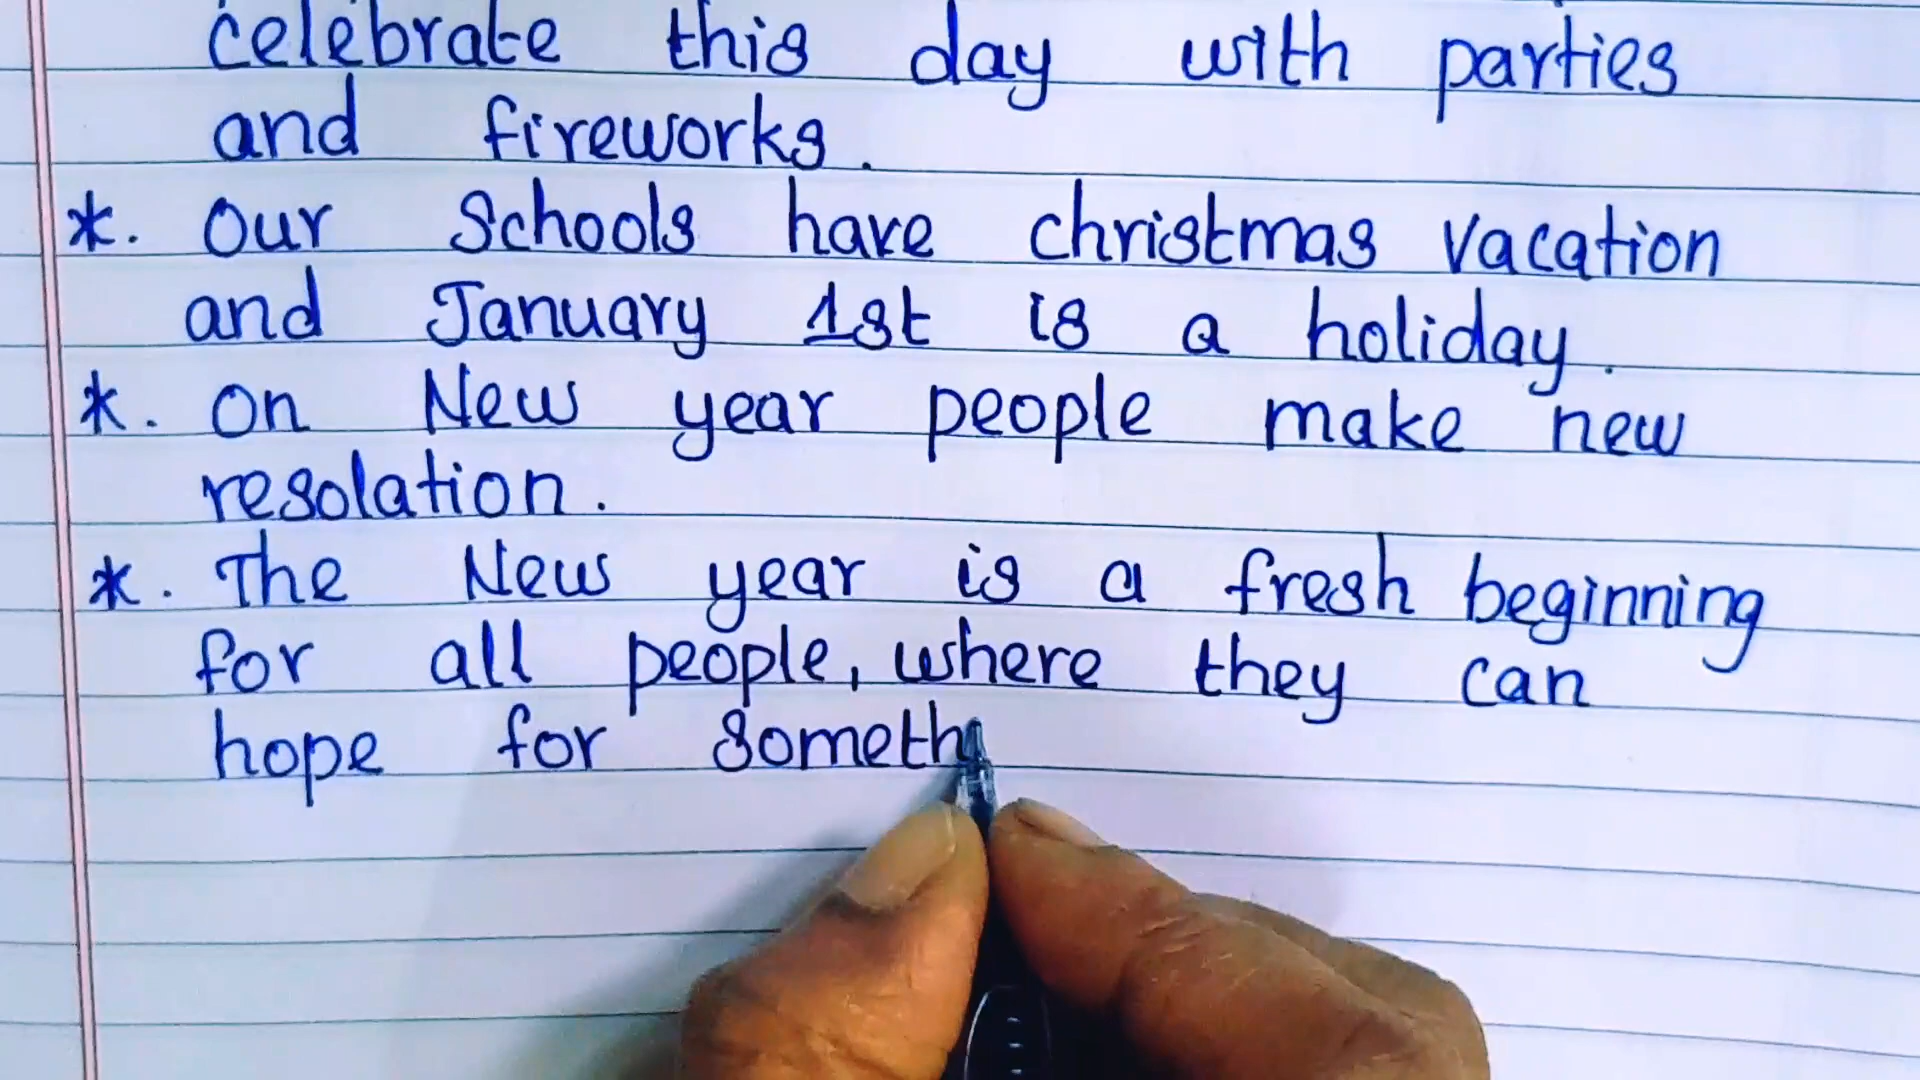 celebrate this day with parties
and fireworks.
*. Our Schools have christmas vacation
and January 1st is a holiday.
*. On New year people make new
resolation.
*. The New year is a fresh beginning
for all people, where they can
hope for someth